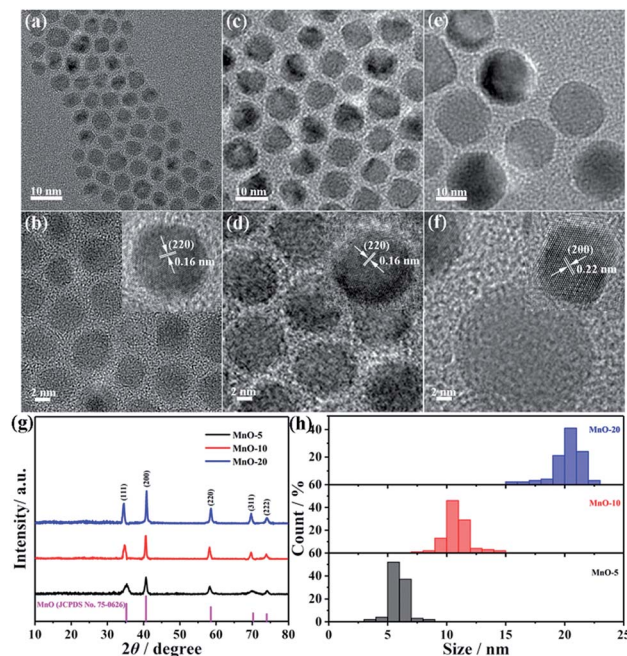 (a)
(c)
(e)
10 nm
10 nm
10 nm
(b)
(220)
0.16 nm
(d)
(220)
0.16 nm
(f)
(200)
0.22 nm
2 nm
2 nm
2 nm
(g)
MnO-5
MnO-10
MnO-20
(111)
(200)
(220)
(311)
(222)
MnO (JCPDS No. 75-0626)
Intensity/ a.u.
10 20 30 40 50 60 70 80
2θ / degree
(h)
MnO-20
MnO-10
MnO-5
40
20
60
40
20
60
40
20
0
Count / %
0 5 10 15 20 25
Size / nm